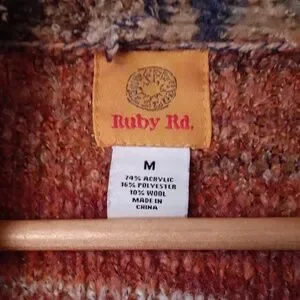 Ruby Rd.
M
74% ACRYLIC
16% POLYESTER
10% WOOL
MADE IN
CHINA